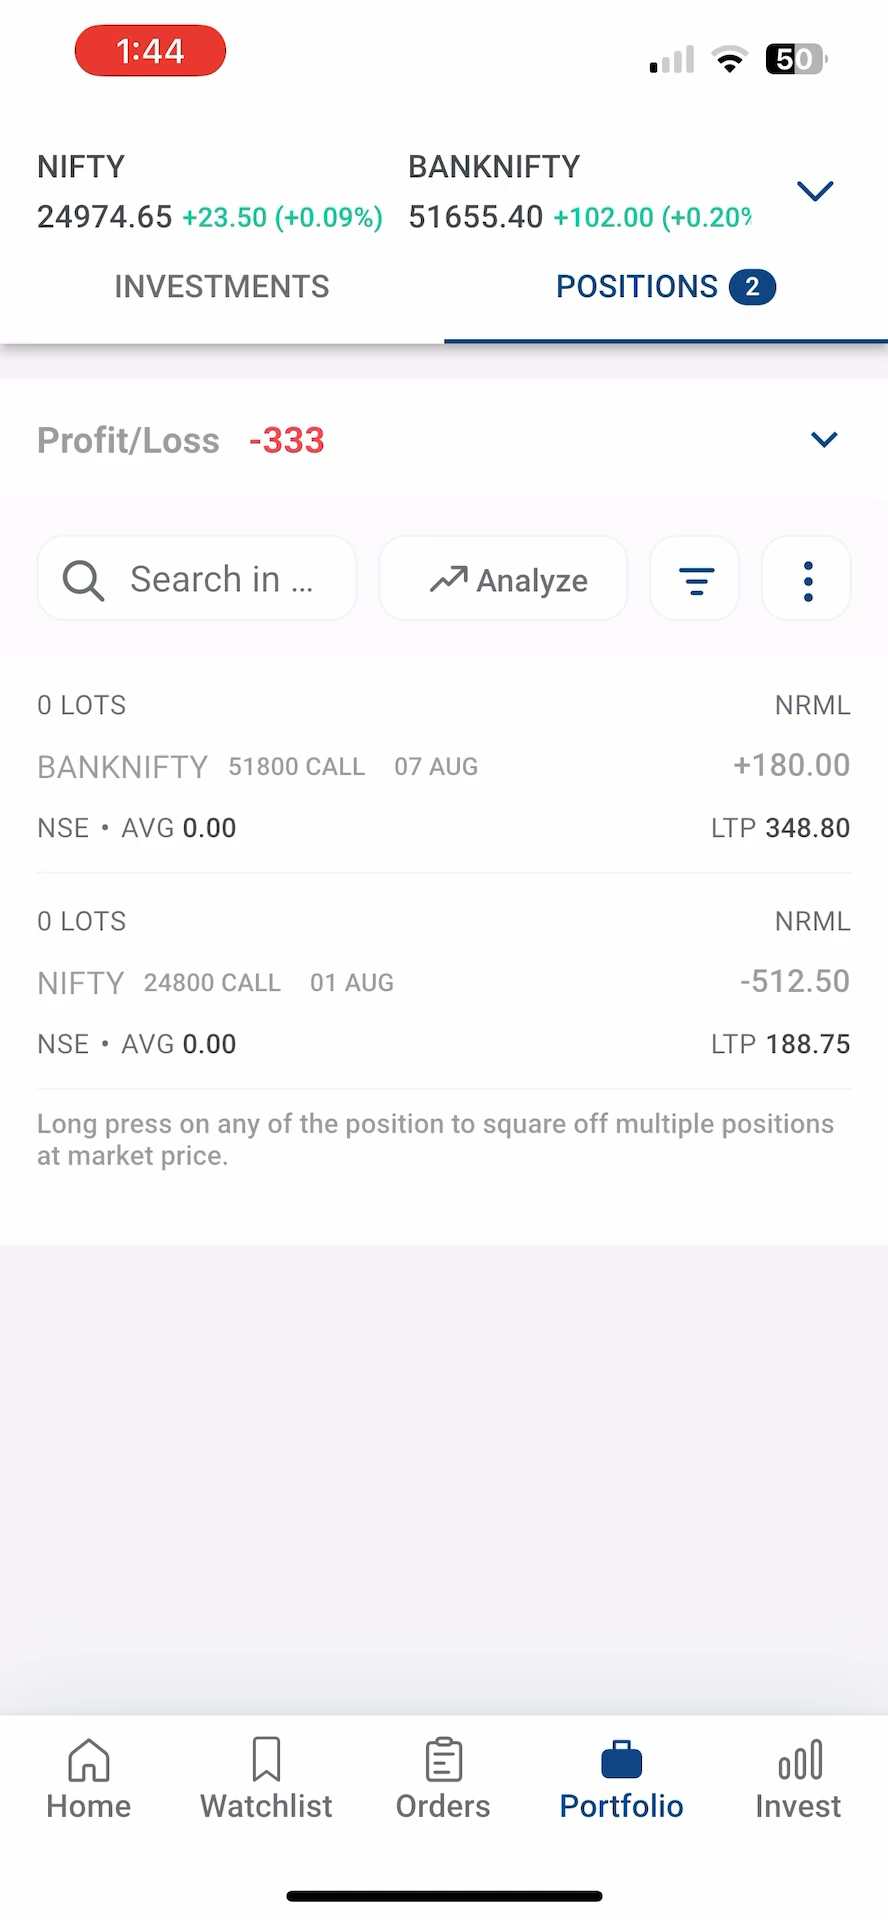 1:44
50
NIFTY BANKNIFTY
24974.65 +23.50 (+0.09%) 51655.40 +102.00 (+0.20%
INVESTMENTS POSITIONS 2
Profit/Loss -333
Search in ... Analyze
0 LOTS NRML
BANKNIFTY 51800 CALL 07 AUG +180.00
NSE • AVG 0.00 LTP 348.80
0 LOTS NRML
NIFTY 24800 CALL 01 AUG -512.50
NSE • AVG 0.00 LTP 188.75
Long press on any of the position to square off multiple positions
at market price.
Home Watchlist Orders Portfolio Invest